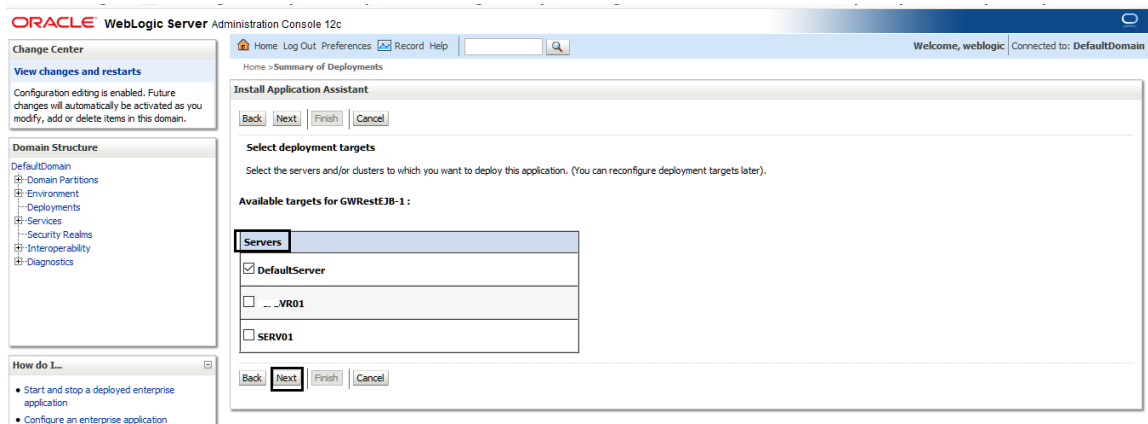 ORACLE WebLogic Server Administration Console 12c
Change Center
View changes and restarts
Configuration editing is enabled. Future
changes will automatically be activated as you
modify, add or delete items in this domain.
Domain Structure
DefaultDomain
Domain Partitions
Environment
Deployments
Services
Security Realms
Interoperability
Diagnostics
How do I...
Start and stop a deployed enterprise
application
Configure an enterprise application
Home Log Out Preferences Record Help
Welcome, weblogic Connected to: DefaultDomain
Home >Summary of Deployments
Install Application Assistant
Back Next Finish Cancel
Select deployment targets
Select the servers and/or clusters to which you want to deploy this application. (You can reconfigure deployment targets later).
Available targets for GWRestEJB-1 :
Servers
DefaultServer
VR01
SERV01
Back Next Finish Cancel